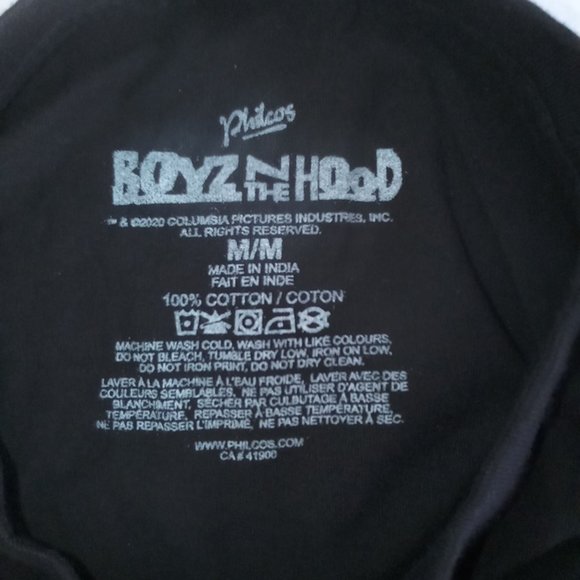 Philcos
BOYZ N THE HOOD
™ & ©2020 COLUMBIA PICTURES INDUSTRIES, INC.
ALL RIGHTS RESERVED.
M/M
MADE IN INDIA
FAIT EN INDE
100% COTTON / COTON
MACHINE WASH COLD, WASH WITH LIKE COLOURS,
DO NOT BLEACH, TUMBLE DRY LOW, IRON ON LOW,
DO NOT IRON PRINT, DO NOT DRY CLEAN.
LAVER À LA MACHINE À L'EAU FROIDE, LAVER AVEC DES
COULEURS SEMBLABLES, NE PAS UTILISER D'AGENT DE
BLANCHIMENT, SÉCHER PAR CULBUTAGE À BASSE
TEMPÉRATURE, REPASSER À BASSE TEMPÉRATURE,
NE PAS REPASSER L'IMPRIMÉ, NE PAS NETTOYER À SEC.
WWW.PHILCOS.COM
CA# 41900